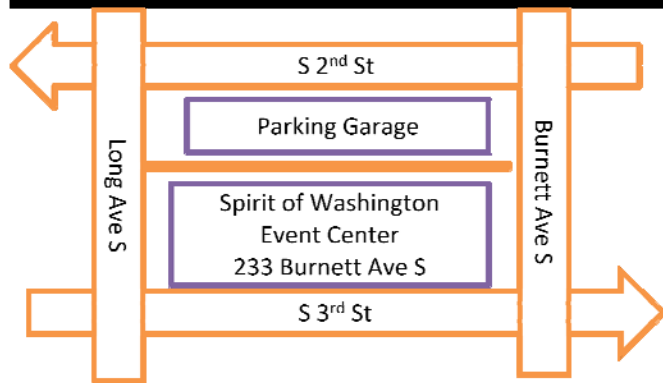 S 2nd St
Parking Garage
Long Ave S
Burnett Ave S
Spirit of Washington
Event Center
233 Burnett Ave S
S 3rd St